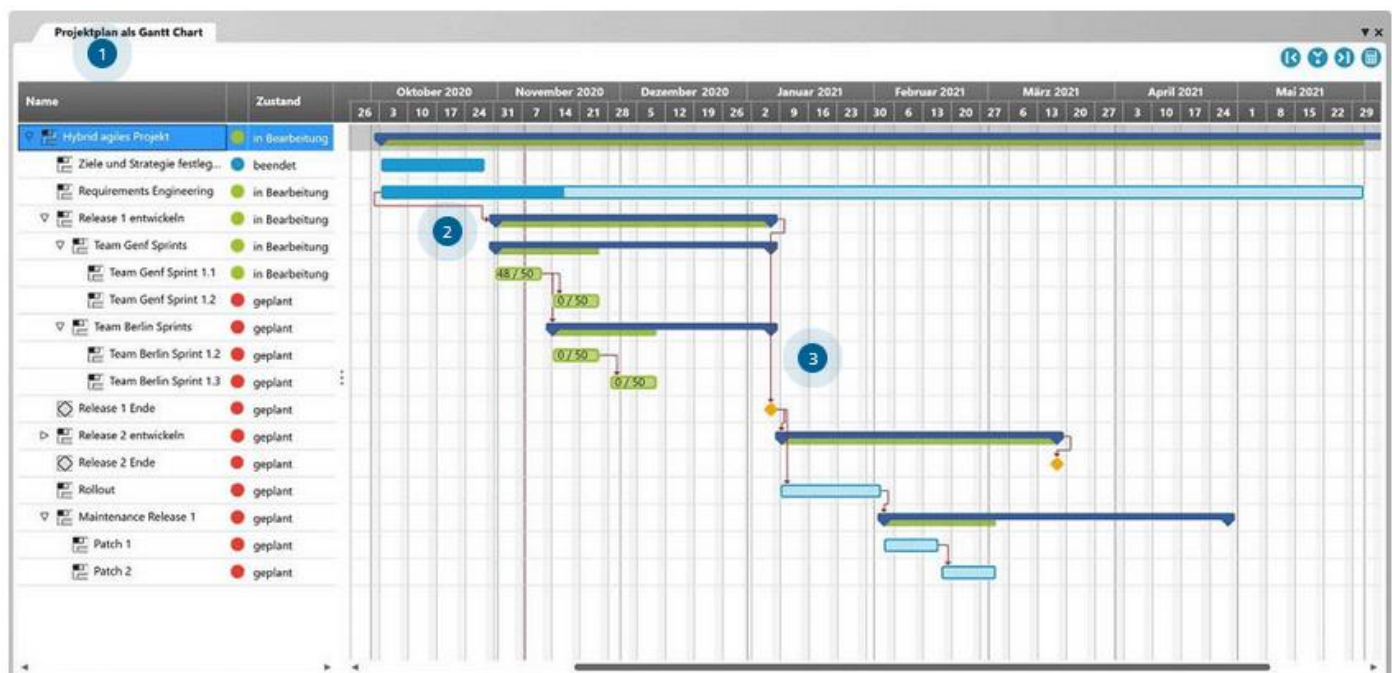 Projektplan als Gantt Chart
1
Name Zustand
Oktober 2020 November 2020 Dezember 2020 Januar 2021 Februar 2021 März 2021 April 2021 Mai 2021
26 3 10 17 24 31 7 14 21 28 5 12 19 26 2 9 16 23 30 6 13 20 27 6 13 20 27 3 10 17 24 1 8 15 22 29
Hybrid agiles Projekt in Bearbeitung
Ziele und Strategie festleg... beendet
Requirements Engineering in Bearbeitung
Release 1 entwickeln in Bearbeitung
2
Team Genf Sprints in Bearbeitung
Team Genf Sprint 1.1 in Bearbeitung 48 / 50
Team Genf Sprint 1.2 geplant 0 / 50
Team Berlin Sprints geplant
Team Berlin Sprint 1.2 geplant 0 / 50
3
Team Berlin Sprint 1.3 geplant 0 / 50
Release 1 Ende geplant
Release 2 entwickeln geplant
Release 2 Ende geplant
Rollout geplant
Maintenance Release 1 geplant
Patch 1 geplant
Patch 2 geplant